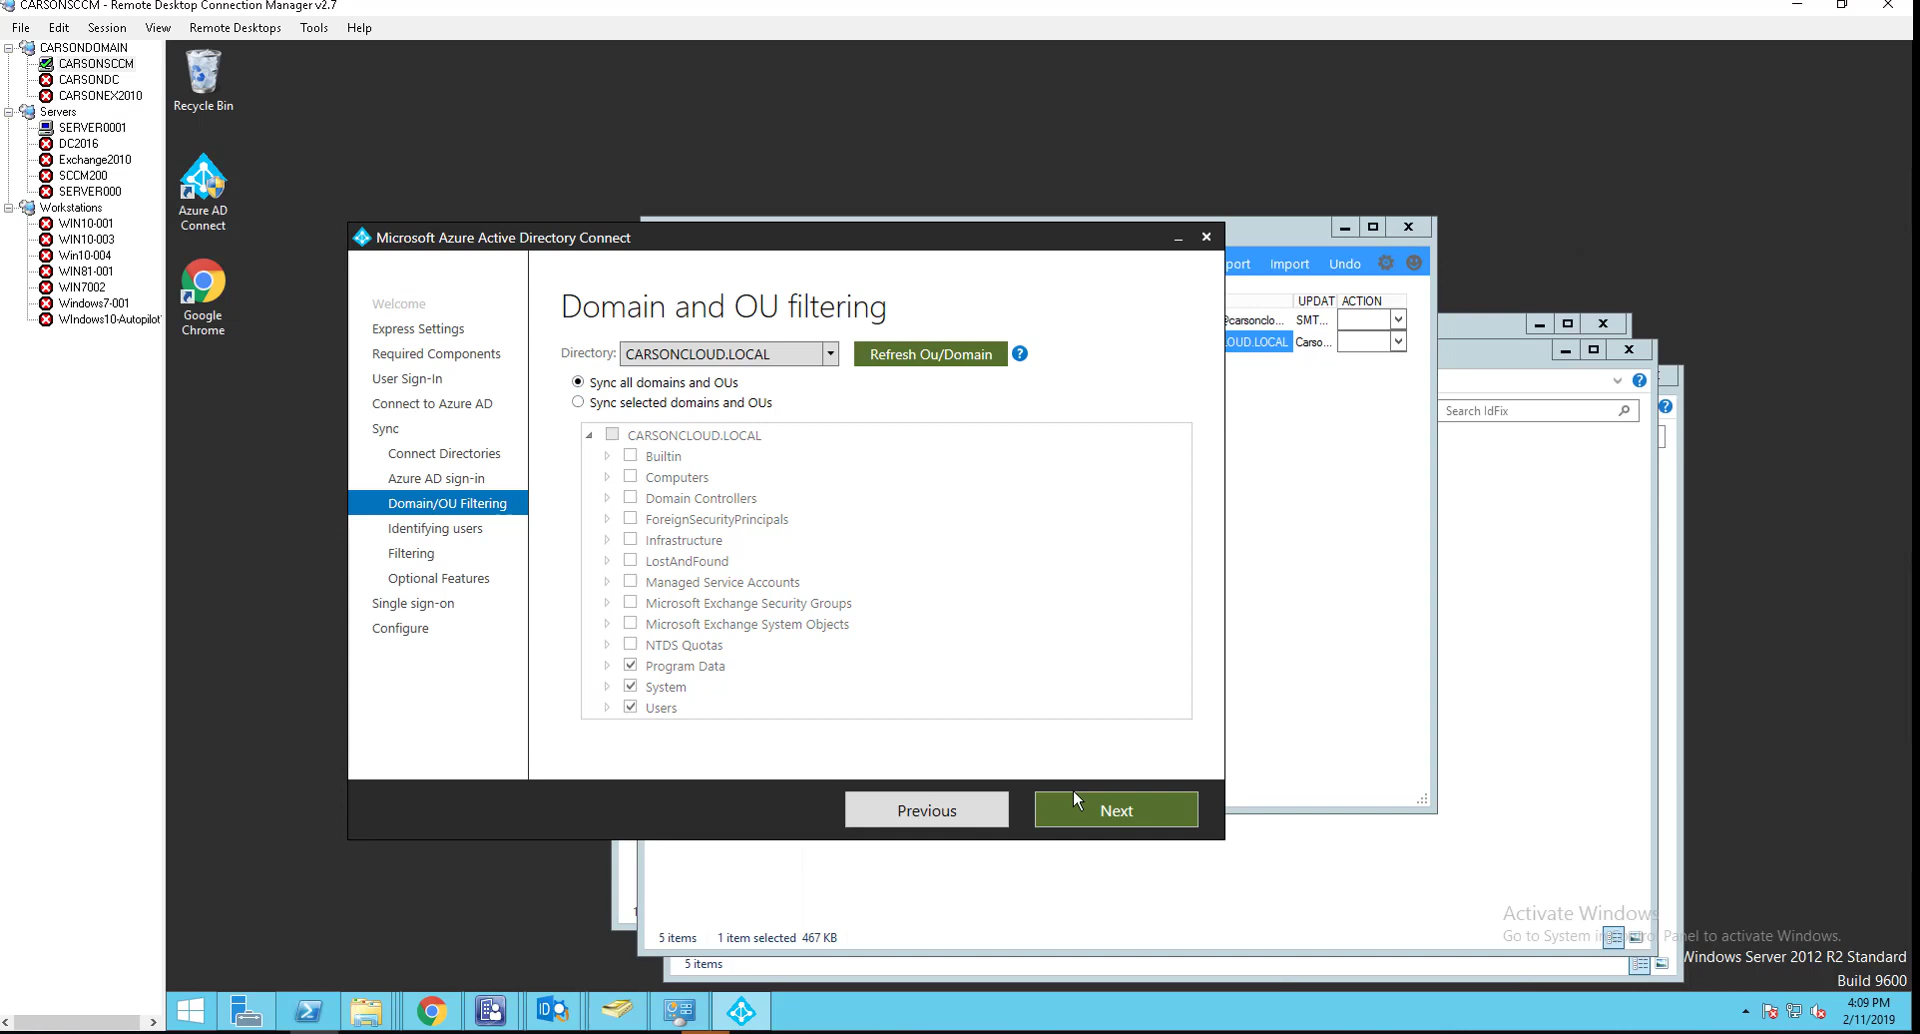 CARSONSCCM - Remote Desktop Connection Manager v2.7
File Edit Session View Remote Desktops Tools Help
CARSONDOMAIN
CARSONSCCM
CARSONDC
CARSONEX2010
Servers
SERVER0001
DC2016
Exchange2010
SCCM200
SERVER000
Workstations
WIN10-001
WIN10-003
Win10-004
WIN81-001
WIN7002
Windows7-001
WIndows10-Autopilot
Recycle Bin
Azure AD
Connect
Google
Chrome
Microsoft Azure Active Directory Connect
Welcome
Express Settings
Required Components
User Sign-In
Connect to Azure AD
Sync
Connect Directories
Azure AD sign-in
Domain/OU Filtering
Identifying users
Filtering
Optional Features
Single sign-on
Configure
Domain and OU filtering
Directory: CARSONCLOUD.LOCAL Refresh Ou/Domain ?
Sync all domains and OUs
Sync selected domains and OUs
CARSONCLOUD.LOCAL
Builtin
Computers
Domain Controllers
ForeignSecurityPrincipals
Infrastructure
LostAndFound
Managed Service Accounts
Microsoft Exchange Security Groups
Microsoft Exchange System Objects
NTDS Quotas
Program Data
System
Users
Previous Next
port Import Undo
UPDAT ACTION
@carsonclo... SMT...
OUD.LOCAL Carso...
Search IdFix
5 items 1 item selected 467 KB
5 items
Activate Windows
Go to System in Control Panel to activate Windows.
Windows Server 2012 R2 Standard
Build 9600
4:09 PM
2/11/2019